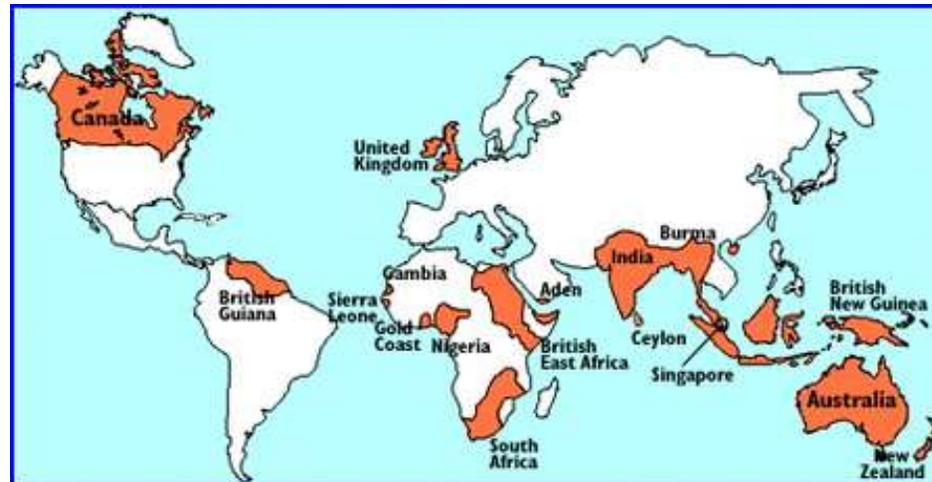 Canada
United
Kingdom
Burma
India
Gambia
Aden
British
New Guinea
British
Guiana
Sierra
Leone
Gold
Coast
Nigeria
British
East Africa
Ceylon
Singapore
Australia
South
Africa
New
Zealand